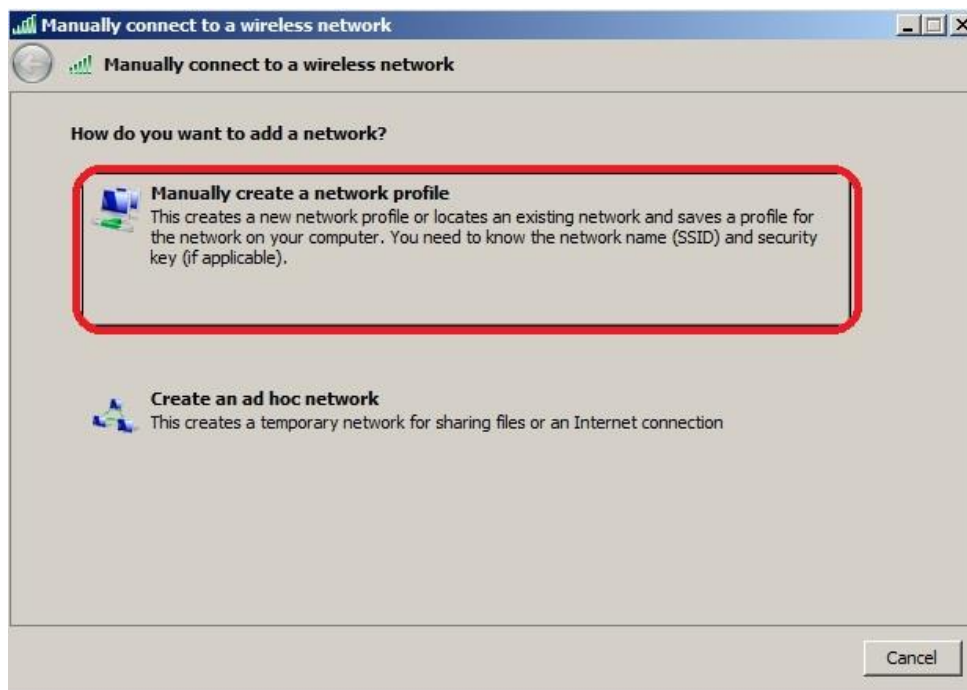 Manually connect to a wireless network
Manually connect to a wireless network
How do you want to add a network?
Manually create a network profile
This creates a new network profile or locates an existing network and saves a profile for
the network on your computer. You need to know the network name (SSID) and security
key (if applicable).
Create an ad hoc network
This creates a temporary network for sharing files or an Internet connection
Cancel